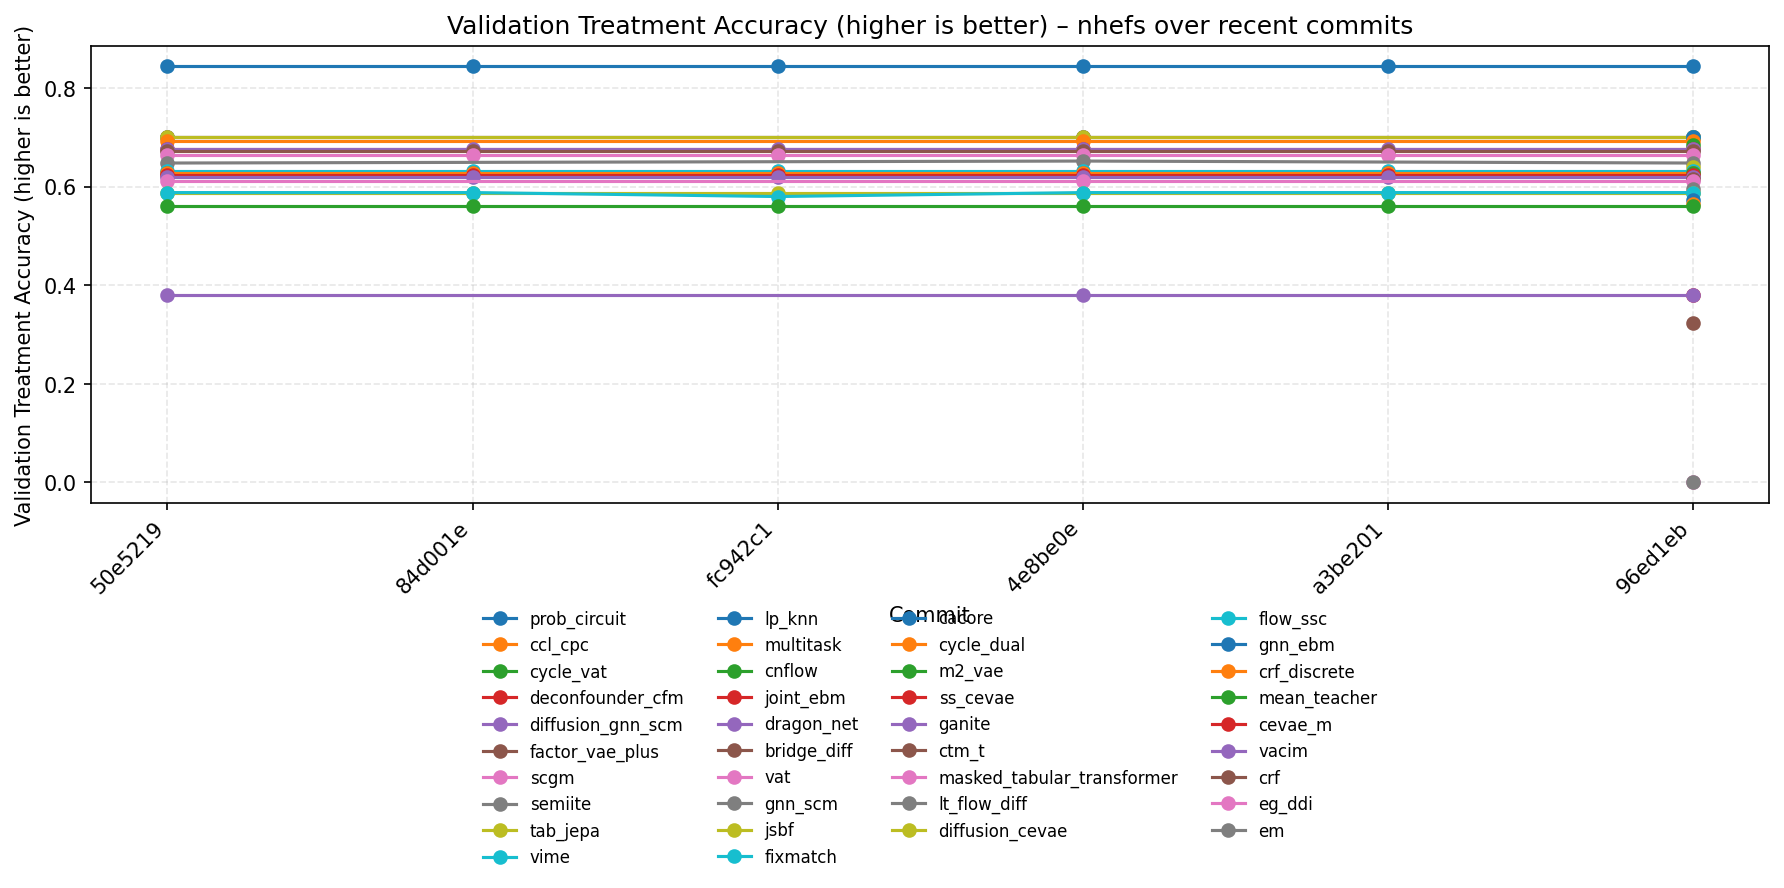 Validation Treatment Accuracy (higher is better) – nhefs over recent commits
Validation Treatment Accuracy (higher is better)
0.8
0.6
0.4
0.2
0.0
50e5219
84d001e
fc942c1
4e8be0e
a3be201
96ed1eb
Commit
prob_circuit
ccl_cpc
cycle_vat
deconfounder_cfm
diffusion_gnn_scm
factor_vae_plus
scgm
semiite
tab_jepa
vime
lp_knn
multitask
cnflow
joint_ebm
dragon_net
bridge_diff
vat
gnn_scm
jsbf
fixmatch
cycle_dual
m2_vae
ss_cevae
ganite
ctm_t
masked_tabular_transformer
lt_flow_diff
diffusion_cevae
flow_ssc
gnn_ebm
crf_discrete
mean_teacher
cevae_m
vacim
crf
eg_ddi
em